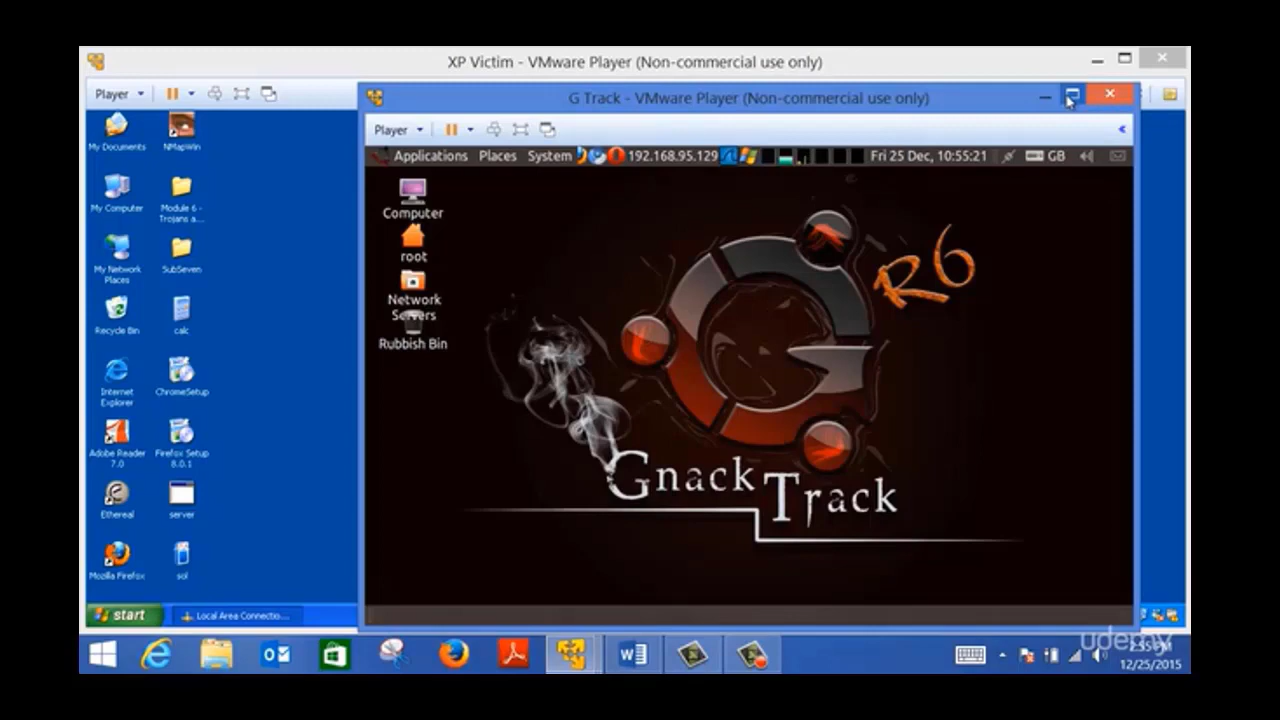 XP Victim - VMware Player (Non-commercial use only)
Player
G Track - VMware Player (Non-commercial use only)
Player
Applications Places System 192.168.95.129 Fri 25 Dec, 10:55:21 GB
My Documents
NMapWin
My Computer
Module 6 -
Trojans a...
My Network
Places
SubSeven
Recycle Bin
calc
Internet
Explorer
ChromeSetup
Adobe Reader
7.0
Firefox Setup
8.0.1
Ethereal
server
Mozilla Firefox
sol
Computer
root
Network
Servers
Rubbish Bin
R6
Gnack
Track
start
Local Area Connectio...
udemy
2:55 PM
12/25/2015